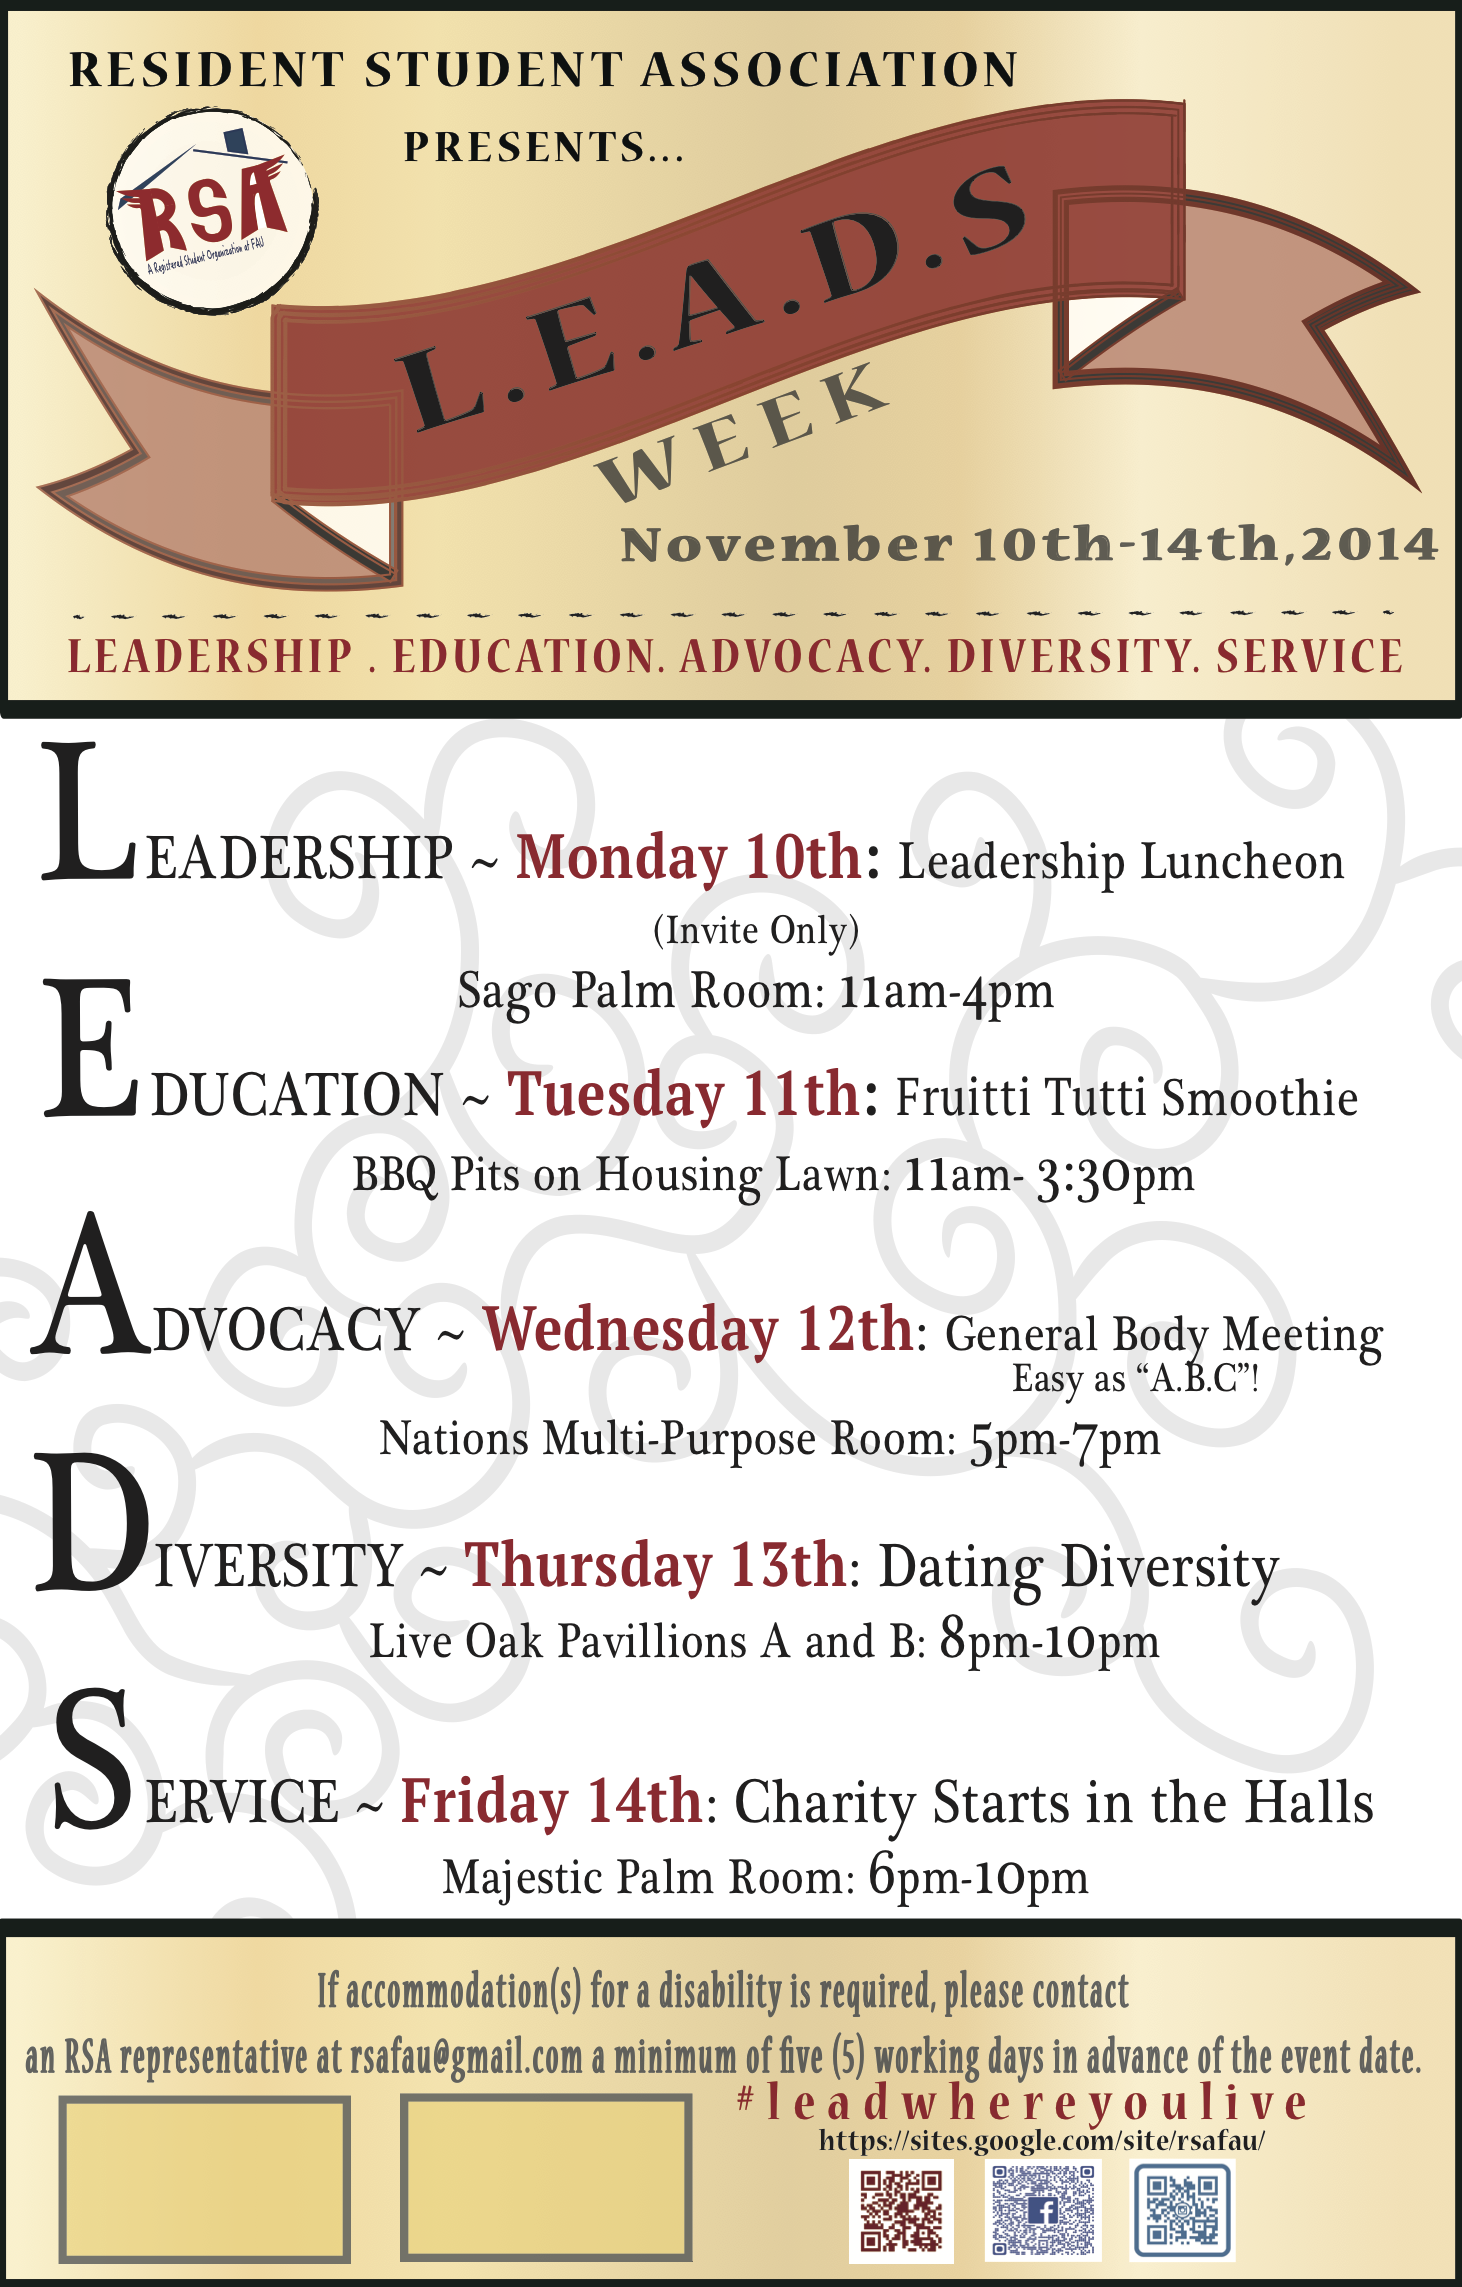 RESIDENT STUDENT ASSOCIATION
PRESENTS...
RSA
A Registered Student Organization at FAU
L.E.A.D.S
WEEK
November 10th-14th,2014
LEADERSHIP . EDUCATION. ADVOCACY. DIVERSITY. SERVICE
LEADERSHIP ~ Monday 10th: Leadership Luncheon
(Invite Only)
Sago Palm Room: 11am-4pm
EDUCATION ~ Tuesday 11th: Fruitti Tutti Smoothie
BBQ Pits on Housing Lawn: 11am- 3:30pm
ADVOCACY ~ Wednesday 12th: General Body Meeting
Easy as “A.B.C”!
Nations Multi-Purpose Room: 5pm-7pm
DIVERSITY ~ Thursday 13th: Dating Diversity
Live Oak Pavillions A and B: 8pm-10pm
SERVICE ~ Friday 14th: Charity Starts in the Halls
Majestic Palm Room: 6pm-10pm
If accommodation(s) for a disability is required, please contact
an RSA representative at rsafau@gmail.com a minimum of five (5) working days in advance of the event date.
#leadwhereyoulive
https://sites.google.com/site/rsafau/
f